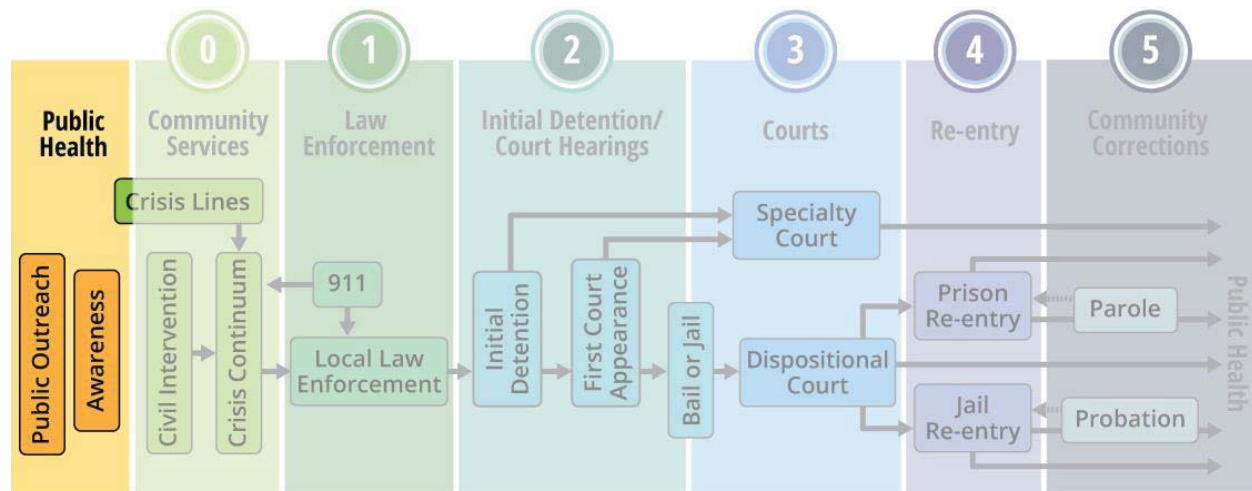 0
1
2
3
4
5
Public
Health
Community
Services
Law
Enforcement
Initial Detention/
Court Hearings
Courts
Re-entry
Community
Corrections
Crisis Lines
Public Outreach
Awareness
Civil Intervention
Crisis Continuum
911
Local Law
Enforcement
Initial
Detention
First Court
Appearance
Bail or Jail
Specialty
Court
Dispositional
Court
Prison
Re-entry
Jail
Re-entry
Parole
Probation
Public Health